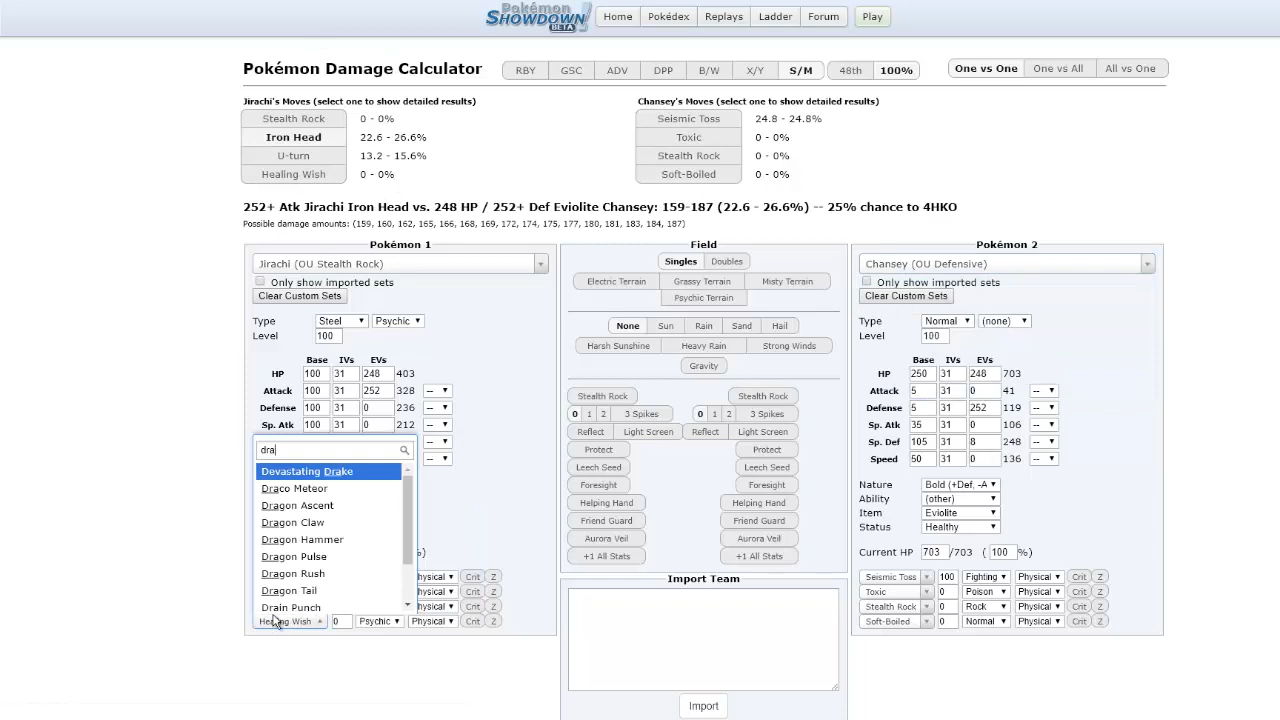 Pokémon SHOWDOWN! BETA Home Pokédex Replays Ladder Forum Play
Pokémon Damage Calculator RBY GSC ADV DPP B/W X/Y S/M 48th 100% One vs One One vs All All vs One
Jirachi's Moves (select one to show detailed results) Chansey's Moves (select one to show detailed results)
Stealth Rock 0 - 0% Seismic Toss 24.8 - 24.8%
Iron Head 22.6 - 26.6% Toxic 0 - 0%
U-turn 13.2 - 15.6% Stealth Rock 0 - 0%
Healing Wish 0 - 0% Soft-Boiled 0 - 0%
252+ Atk Jirachi Iron Head vs. 248 HP / 252+ Def Eviolite Chansey: 159-187 (22.6 - 26.6%) -- 25% chance to 4HKO
Possible damage amounts: (159, 160, 162, 165, 166, 168, 169, 172, 174, 175, 177, 180, 181, 183, 184, 187)
Pokémon 1
Jirachi (OU Stealth Rock)
Only show imported sets
Clear Custom Sets
Type Steel Psychic
Level 100
Base IVs EVs
HP 100 31 248 403
Attack 100 31 252 328 --
Defense 100 31 0 236 --
Sp. Atk 100 31 0 212 --
dra --
--
Devastating Drake
Draco Meteor
Dragon Ascent
Dragon Claw
Dragon Hammer
Dragon Pulse %)
Dragon Rush Physical Crit Z
Dragon Tail Physical Crit Z
Drain Punch Physical Crit Z
Healing Wish 0 Psychic Physical Crit Z
Field
Singles Doubles
Electric Terrain Grassy Terrain Misty Terrain
Psychic Terrain
None Sun Rain Sand Hail
Harsh Sunshine Heavy Rain Strong Winds
Gravity
Stealth Rock Stealth Rock
0 1 2 3 Spikes 0 1 2 3 Spikes
Reflect Light Screen Reflect Light Screen
Protect Protect
Leech Seed Leech Seed
Foresight Foresight
Helping Hand Helping Hand
Friend Guard Friend Guard
Aurora Veil Aurora Veil
+1 All Stats +1 All Stats
Import Team
Import
Pokémon 2
Chansey (OU Defensive)
Only show imported sets
Clear Custom Sets
Type Normal (none)
Level 100
Base IVs EVs
HP 250 31 248 703
Attack 5 31 0 41 --
Defense 5 31 252 119 --
Sp. Atk 35 31 0 106 --
Sp. Def 105 31 8 248 --
Speed 50 31 0 136 --
Nature Bold (+Def, -A
Ability (other)
Item Eviolite
Status Healthy
Current HP 703 /703 ( 100 %)
Seismic Toss 100 Fighting Physical Crit Z
Toxic 0 Poison Physical Crit Z
Stealth Rock 0 Rock Physical Crit Z
Soft-Boiled 0 Normal Physical Crit Z